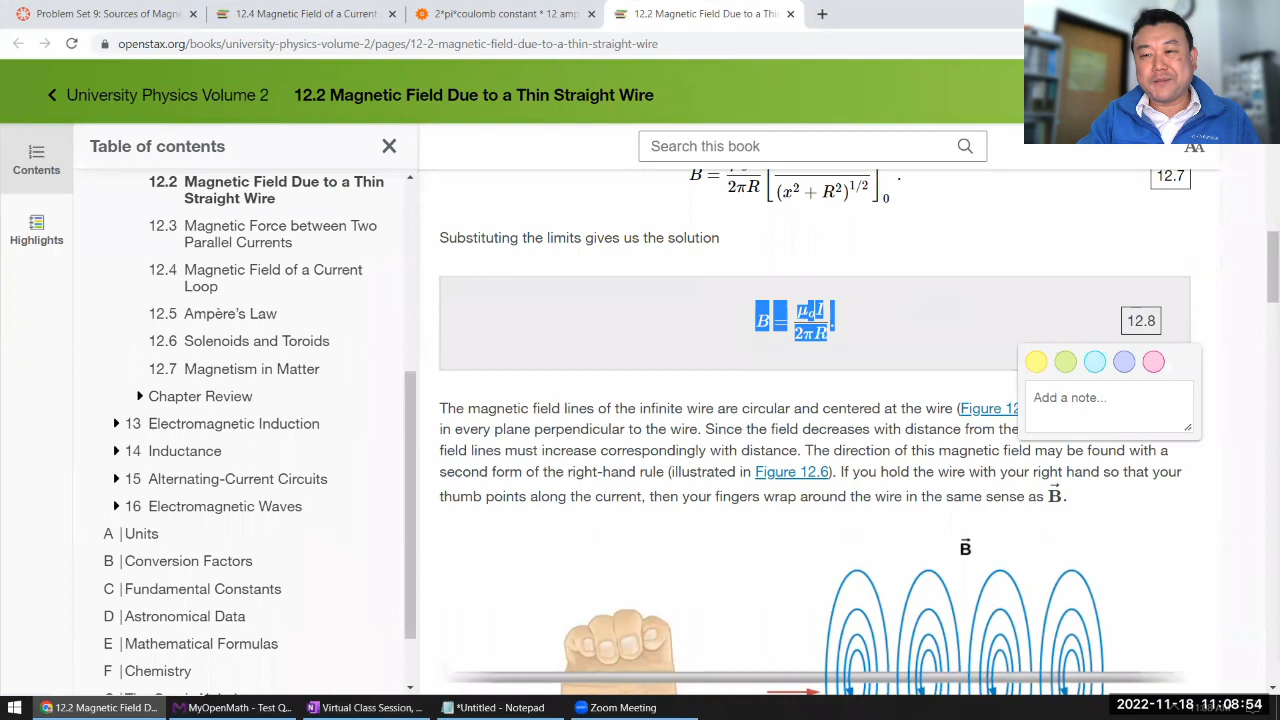 Problem Set 9: Sources of Magne
12.4 Magnetic Field of a Current
2*pi*coulomb constant * 12 amp
12.2 Magnetic Field Due to a Thin
openstax.org/books/university-physics-volume-2/pages/12-2-magnetic-field-due-to-a-thin-straight-wire
University Physics Volume 2
12.2 Magnetic Field Due to a Thin Straight Wire
Contents
Highlights
Table of contents
12.2 Magnetic Field Due to a Thin
Straight Wire
12.3 Magnetic Force between Two
Parallel Currents
12.4 Magnetic Field of a Current
Loop
12.5 Ampère's Law
12.6 Solenoids and Toroids
12.7 Magnetism in Matter
Chapter Review
13 Electromagnetic Induction
14 Inductance
15 Alternating-Current Circuits
16 Electromagnetic Waves
A | Units
B | Conversion Factors
C | Fundamental Constants
D | Astronomical Data
E | Mathematical Formulas
F | Chemistry
Search this book
AA
B = 2πR [ (x² + R²)^1/2 ]₀ .
12.7
Substituting the limits gives us the solution
B = μ₀I / 2πR .
12.8
Add a note...
The magnetic field lines of the infinite wire are circular and centered at the wire (Figure 12
in every plane perpendicular to the wire. Since the field decreases with distance from the
field lines must increase correspondingly with distance. The direction of this magnetic field may be found with a
second form of the right-hand rule (illustrated in Figure 12.6). If you hold the wire with your right hand so that your
thumb points along the current, then your fingers wrap around the wire in the same sense as B⃗.
B⃗
12.2 Magnetic Field D...
MyOpenMath - Test Q...
Virtual Class Session, ...
*Untitled - Notepad
Zoom Meeting
2022-11-18 11:08:54